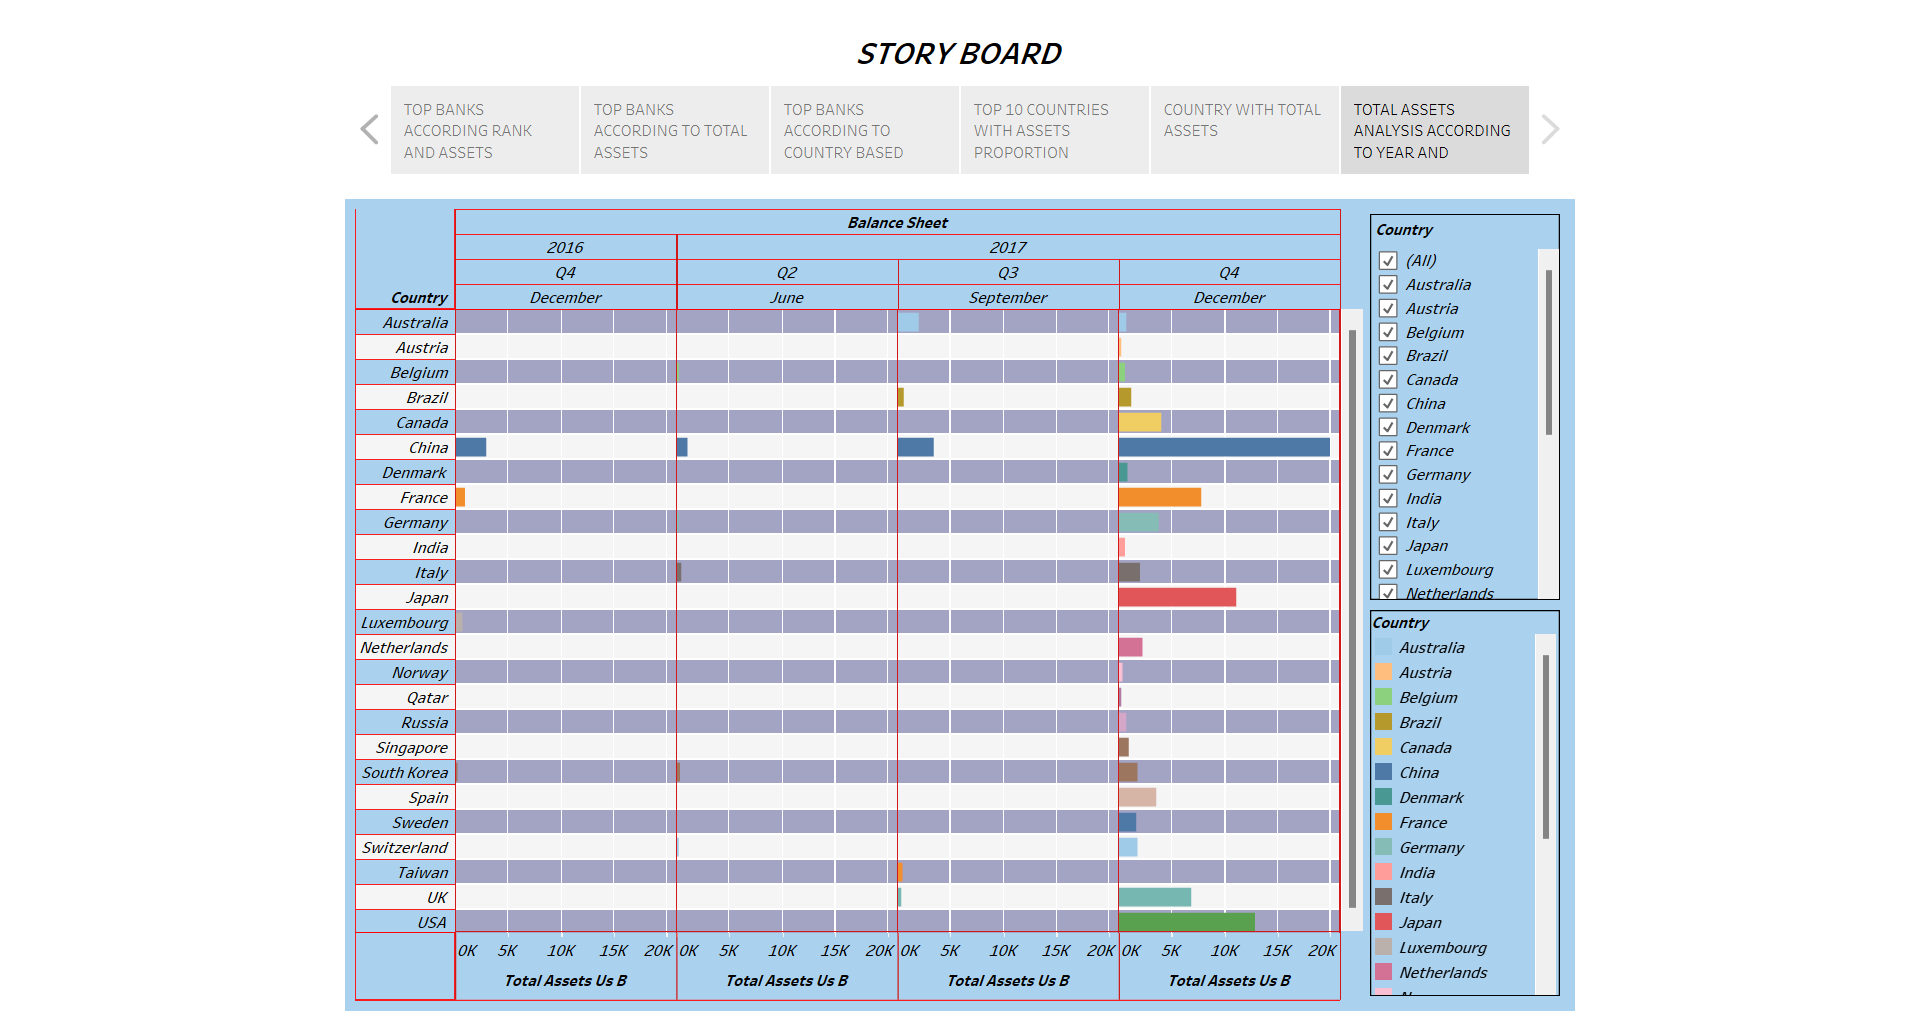 STORY BOARD
TOP BANKS
ACCORDING RANK
AND ASSETS
TOP BANKS
ACCORDING TO TOTAL
ASSETS
TOP BANKS
ACCORDING TO
COUNTRY BASED
TOP 10 COUNTRIES
WITH ASSETS
PROPORTION
COUNTRY WITH TOTAL
ASSETS
TOTAL ASSETS
ANALYSIS ACCORDING
TO YEAR AND
Balance Sheet
2016 2017
Q4 Q2 Q3 Q4
Country December June September December
Australia
Austria
Belgium
Brazil
Canada
China
Denmark
France
Germany
India
Italy
Japan
Luxembourg
Netherlands
Norway
Qatar
Russia
Singapore
South Korea
Spain
Sweden
Switzerland
Taiwan
UK
USA
0K 5K 10K 15K 20K 0K 5K 10K 15K 20K 0K 5K 10K 15K 20K 0K 5K 10K 15K 20K
Total Assets Us B Total Assets Us B Total Assets Us B Total Assets Us B
Country
(All)
Australia
Austria
Belgium
Brazil
Canada
China
Denmark
France
Germany
India
Italy
Japan
Luxembourg
Netherlands
Country
Australia
Austria
Belgium
Brazil
Canada
China
Denmark
France
Germany
India
Italy
Japan
Luxembourg
Netherlands